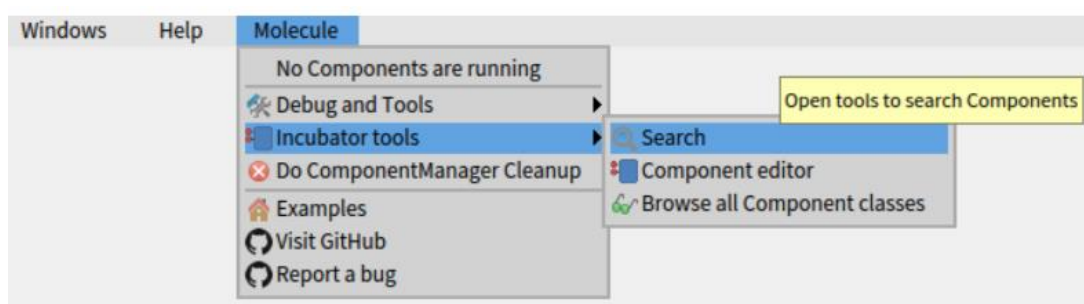 Windows Help Molecule
No Components are running
Debug and Tools
Open tools to search Components
Incubator tools
Search
Do ComponentManager Cleanup
Component editor
Examples
Browse all Component classes
Visit GitHub
Report a bug